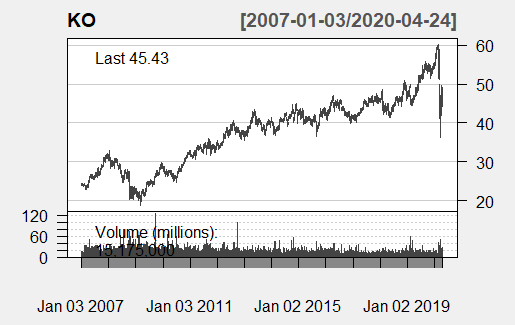 KO [2007-01-03/2020-04-24]
Last 45.43
60
50
40
30
20
120
60
0
Volume (millions):
15,175,000
Jan 03 2007 Jan 03 2011 Jan 02 2015 Jan 02 2019